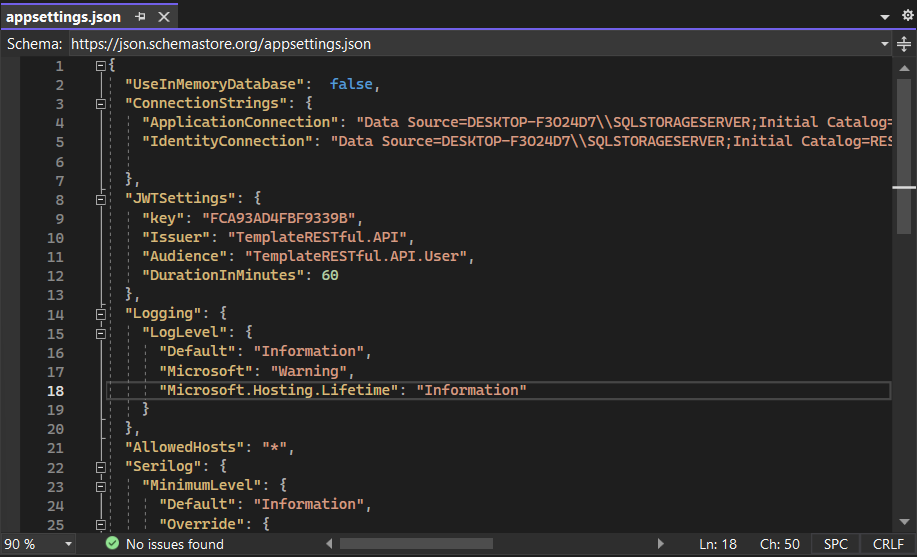 appsettings.json
Schema: https://json.schemastore.org/appsettings.json
1 {
2 "UseInMemoryDatabase":  false,
3 "ConnectionStrings": {
4 "ApplicationConnection": "Data Source=DESKTOP-F3O24D7\\SQLSTORAGESERVER;Initial Catalog=
5 "IdentityConnection": "Data Source=DESKTOP-F3O24D7\\SQLSTORAGESERVER;Initial Catalog=RES
6
7 },
8 "JWTSettings": {
9 "key": "FCA93AD4FBF9339B",
10 "Issuer": "TemplateRESTful.API",
11 "Audience": "TemplateRESTful.API.User",
12 "DurationInMinutes": 60
13 },
14 "Logging": {
15 "LogLevel": {
16 "Default": "Information",
17 "Microsoft": "Warning",
18 "Microsoft.Hosting.Lifetime": "Information"
19 }
20 },
21 "AllowedHosts": "*",
22 "Serilog": {
23 "MinimumLevel": {
24 "Default": "Information",
25 "Override": {
90 % No issues found Ln: 18 Ch: 50 SPC CRLF